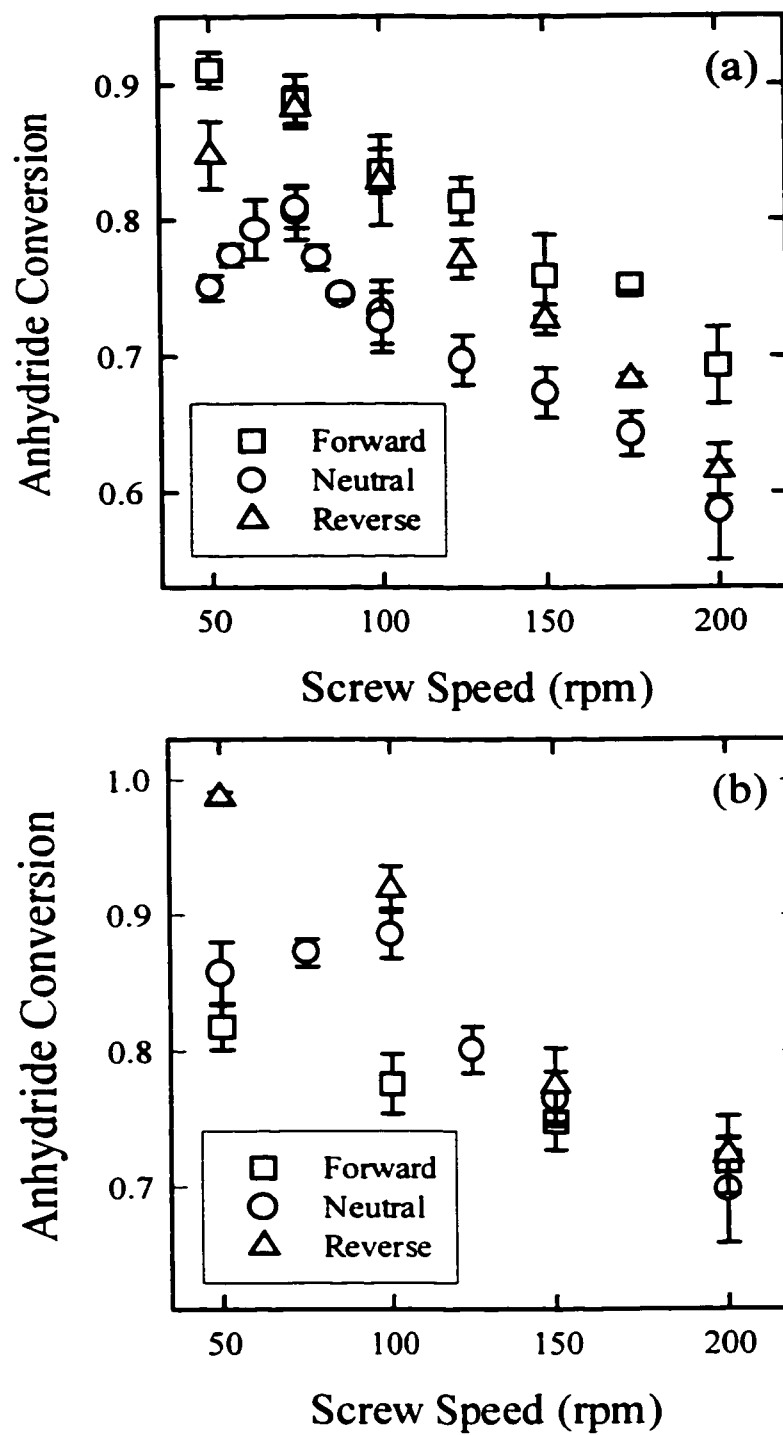 (a)
Anhydride Conversion
0.9
0.8
0.7
0.6
Forward
Neutral
Reverse
50 100 150 200
Screw Speed (rpm)
(b)
Anhydride Conversion
1.0
0.9
0.8
0.7
Forward
Neutral
Reverse
50 100 150 200
Screw Speed (rpm)